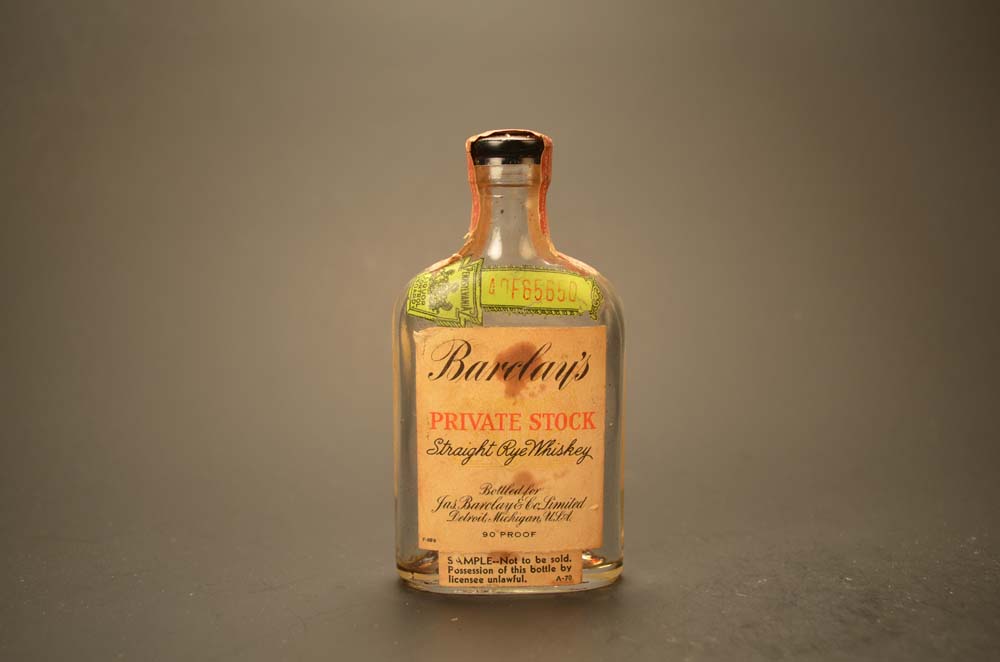 PENNSYLVANIA
Barclay's
PRIVATE STOCK
Straight Rye Whiskey
Bottled for
Jas. Barclay & Co. Limited
Detroit, Michigan, U.S.A.
90 PROOF
SAMPLE--Not to be sold.
Possession of this bottle by
licensee unlawful.
A-70